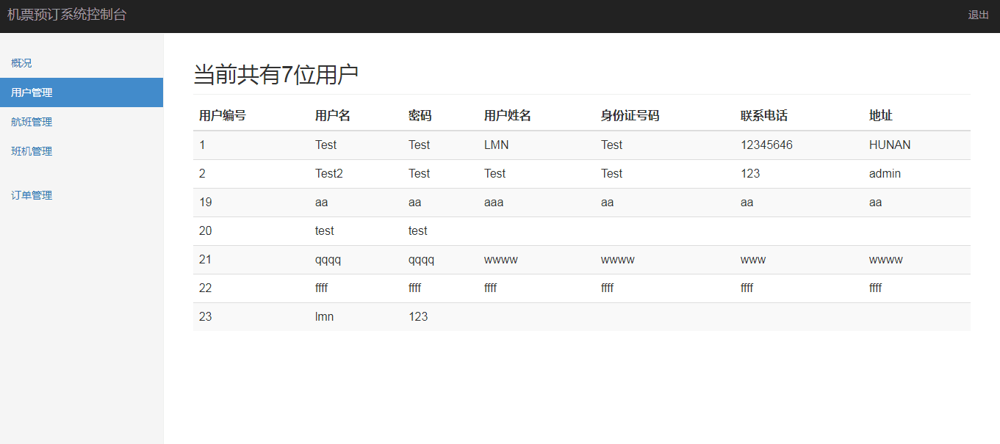 机票预订系统控制台 退出
概况
用户管理
航班管理
班机管理
订单管理
当前共有7位用户
用户编号 用户名 密码 用户姓名 身份证号码 联系电话 地址
1 Test Test LMN Test 12345646 HUNAN
2 Test2 Test Test Test 123 admin
19 aa aa aaa aa aa aa
20 test test
21 qqqq qqqq wwww wwww www wwww
22 ffff ffff ffff ffff ffff ffff
23 lmn 123